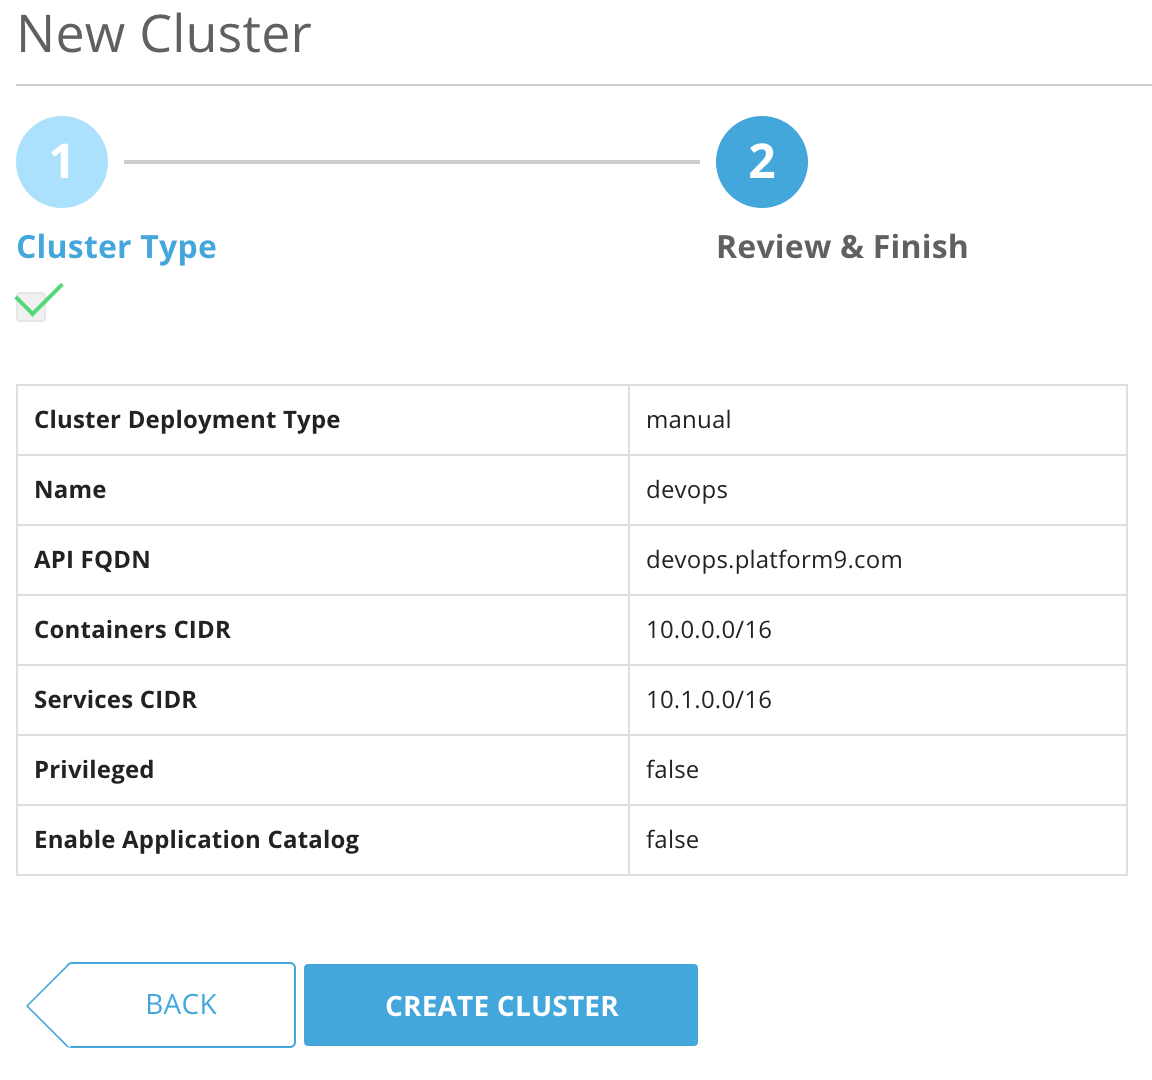 New Cluster
1
2
Cluster Type
Review & Finish
Cluster Deployment Type manual
Name devops
API FQDN devops.platform9.com
Containers CIDR 10.0.0.0/16
Services CIDR 10.1.0.0/16
Privileged false
Enable Application Catalog false
BACK
CREATE CLUSTER